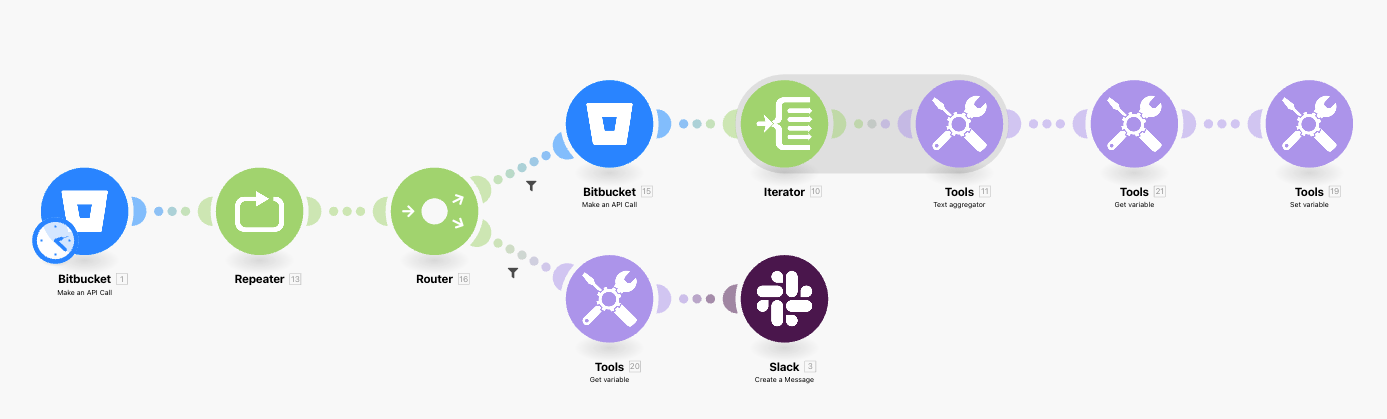 Bitbucket 15
Make an API Call
Iterator 10
Tools 11
Text aggregator
Tools 21
Get variable
Tools 19
Set variable
Bitbucket 1
Make an API Call
Repeater 13
Router 16
Tools 20
Get variable
Slack 3
Create a Message